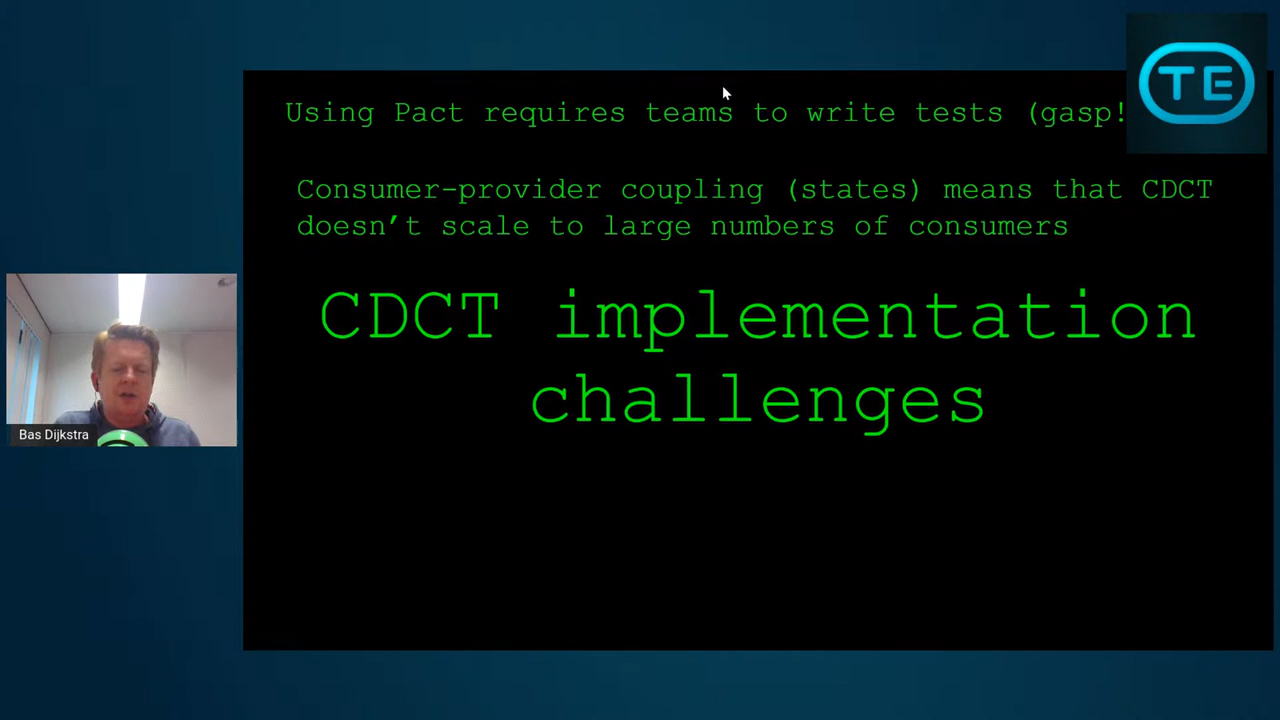 TE
Using Pact requires teams to write tests (gasp!
Consumer-provider coupling (states) means that CDCT
doesn't scale to large numbers of consumers
CDCT implementation
challenges
Bas Dijkstra